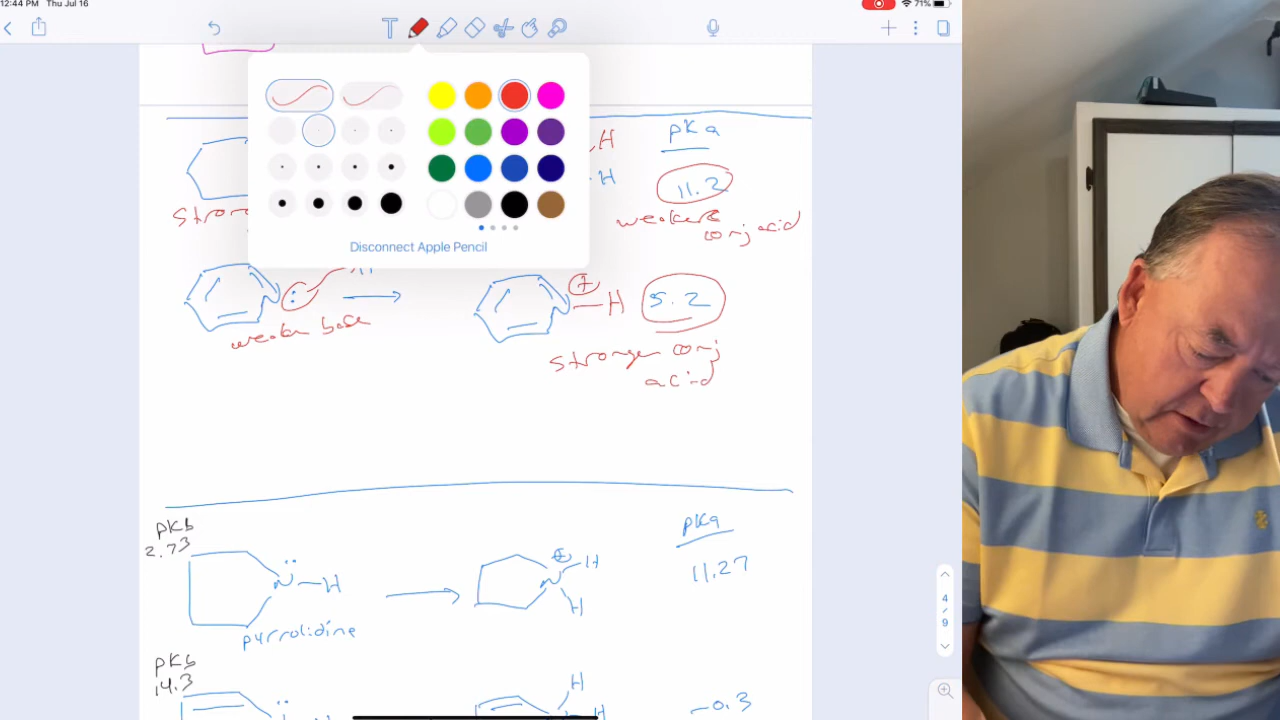 12:44 PM Thu Jul 16
71%
T
H
pKa
H
11.2
Strong
weaker
conj acid
Disconnect Apple Pencil
:
+
H
5.2
weaker base
stronger conj
acid
pKb
2.73
pKa
N
H
+
N
H
H
11.27
pyrrolidine
4
9
pKb
14.3
H
H
-0.3